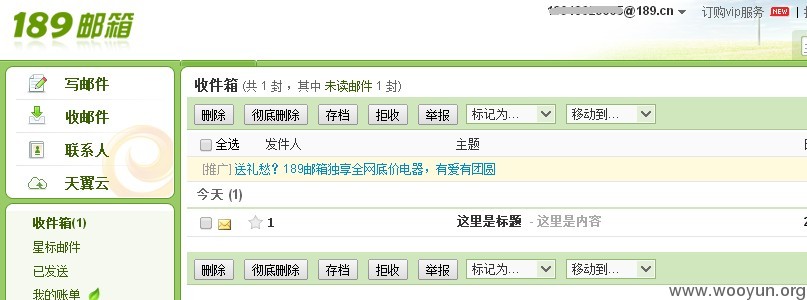 189邮箱
@189.cn
订购vip服务 NEW
写邮件
收邮件
联系人
天翼云
收件箱(1)
星标邮件
已发送
我的账单
收件箱 (共 1 封，其中 未读邮件 1 封)
删除 彻底删除 存档 拒收 举报 标记为... 移动到...
全选 发件人 主题
[推广] 送礼愁？189邮箱独享全网底价电器，有爱有团圆
今天 (1)
1 这里是标题 - 这里是内容
删除 彻底删除 存档 拒收 举报 标记为... 移动到...
www.wooyun.org